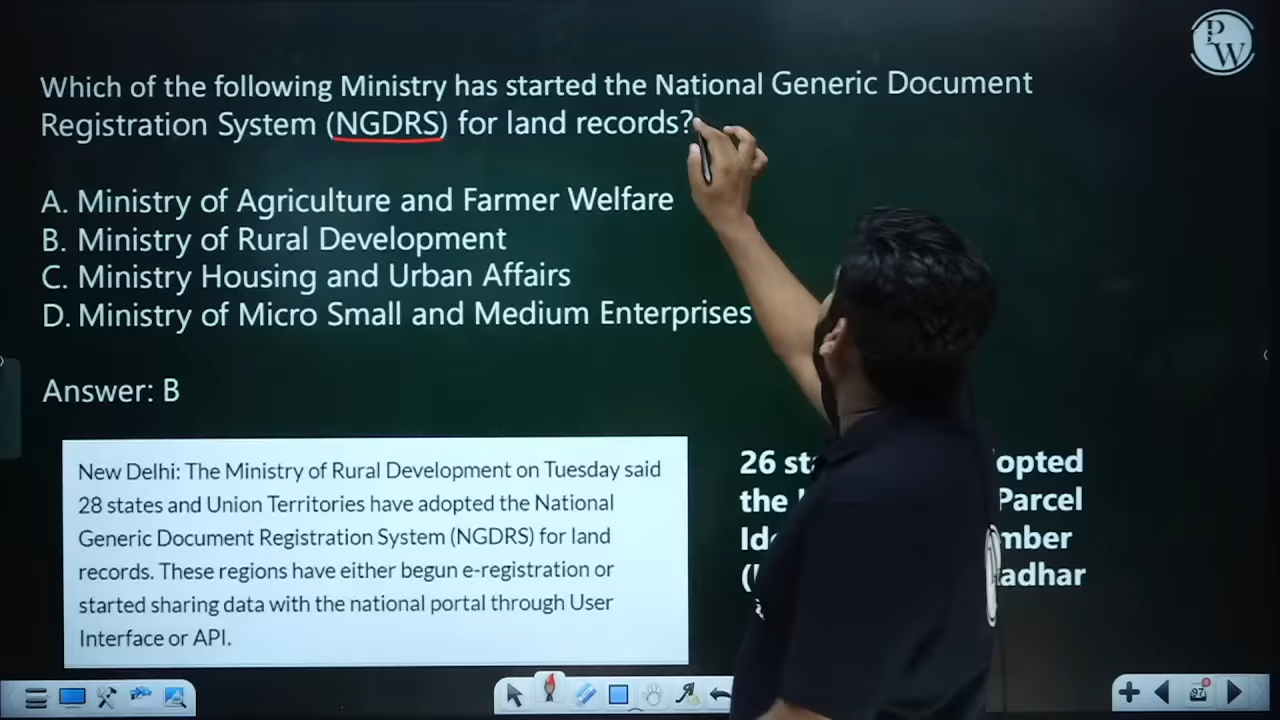 PW
Which of the following Ministry has started the National Generic Document
Registration System (NGDRS) for land records?
A. Ministry of Agriculture and Farmer Welfare
B. Ministry of Rural Development
C. Ministry Housing and Urban Affairs
D. Ministry of Micro Small and Medium Enterprises
Answer: B
New Delhi: The Ministry of Rural Development on Tuesday said
28 states and Union Territories have adopted the National
Generic Document Registration System (NGDRS) for land
records. These regions have either begun e-registration or
started sharing data with the national portal through User
Interface or API.
26
the Parcel
97